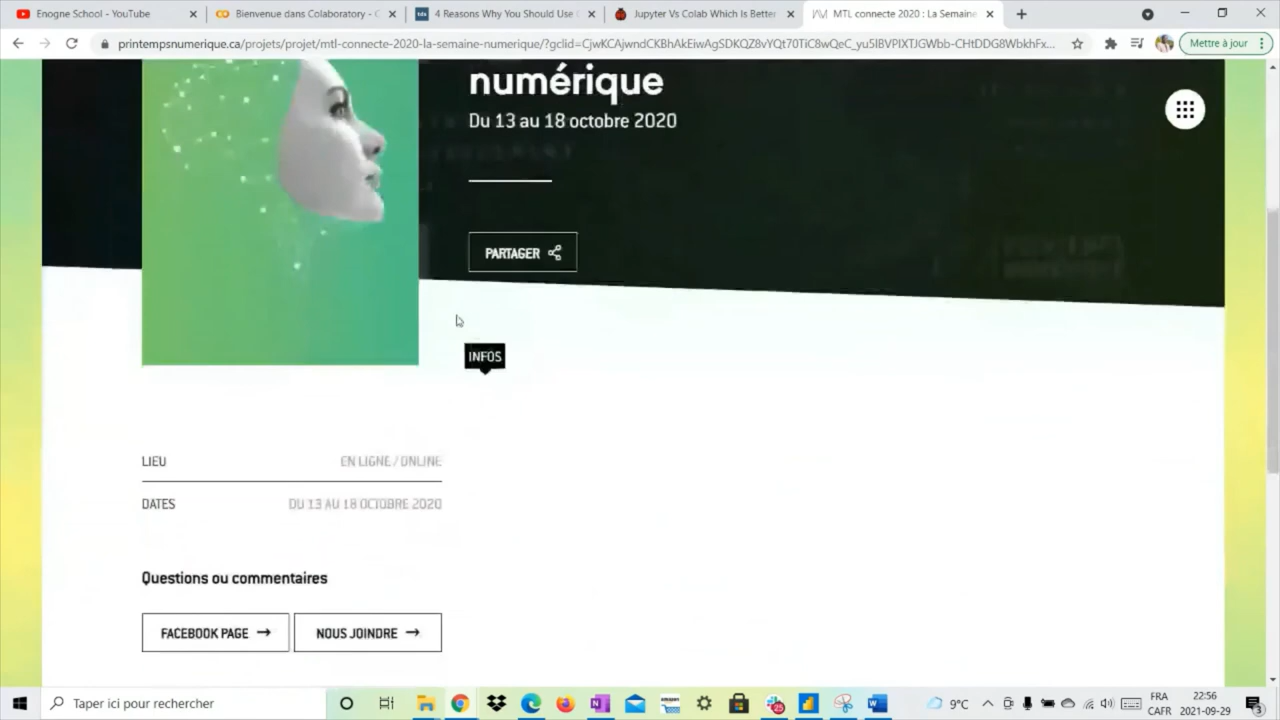 Enogne School - YouTube
Bienvenue dans Colaboratory - C
4 Reasons Why You Should Use
Jupyter Vs Colab Which Is Better
MTL connecte 2020 : La Semaine
printempsnumerique.ca/projets/projet/mtl-connecte-2020-la-semaine-numerique/
Mettre à jour
numérique
Du 13 au 18 octobre 2020
PARTAGER
INFOS
LIEU EN LIGNE / ONLINE
DATES DU 13 AU 18 OCTOBRE 2020
Questions ou commentaires
FACEBOOK PAGE → NOUS JOINDRE →
Taper ici pour rechercher
9°C
FRA
CAFR
22:56
2021-09-29
25
3